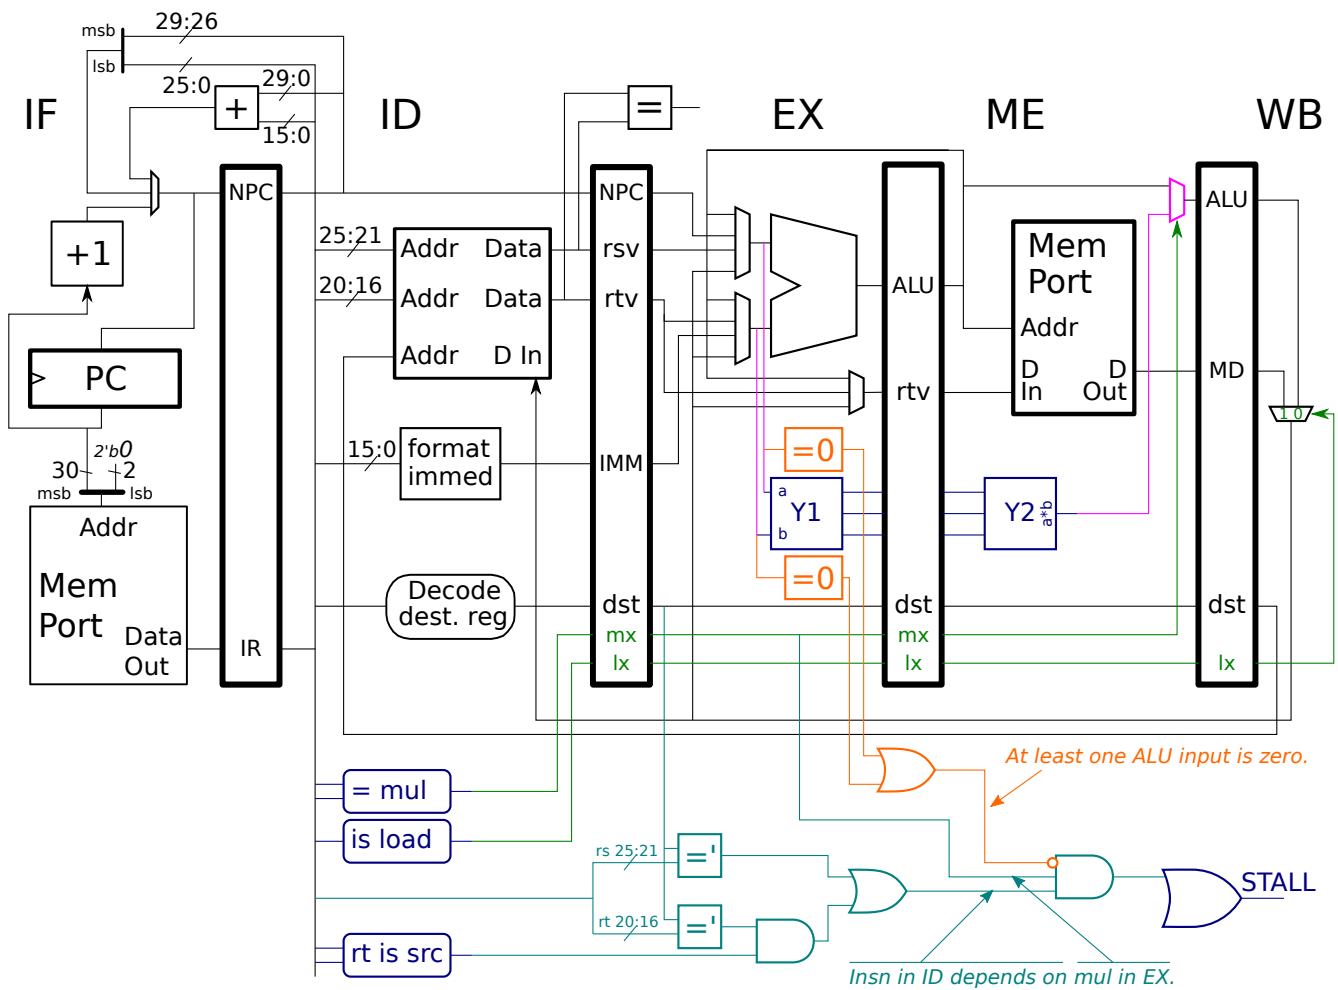 29:26
msb
lsb
25:0
29:0
15:0
+
=
IF
ID
EX
ME
WB
NPC
NPC
ALU
+1
25:21
Addr
Data
rsv
20:16
Addr
Data
rtv
ALU
Mem
Port
Addr
Addr
D In
PC
D
In
D
Out
MD
rtv
1 0
2'b0
30
2
msb
lsb
15:0
format
immed
IMM
=0
a
Y1
b
Y2
a*b
=0
Addr
Mem
Port
Data
Out
IR
Decode
dest. reg
dst
dst
dst
mx
mx
lx
lx
lx
At least one ALU input is zero.
= mul
is load
rs 25:21
='
rt 20:16
='
STALL
rt is src
Insn in ID depends on mul in EX.